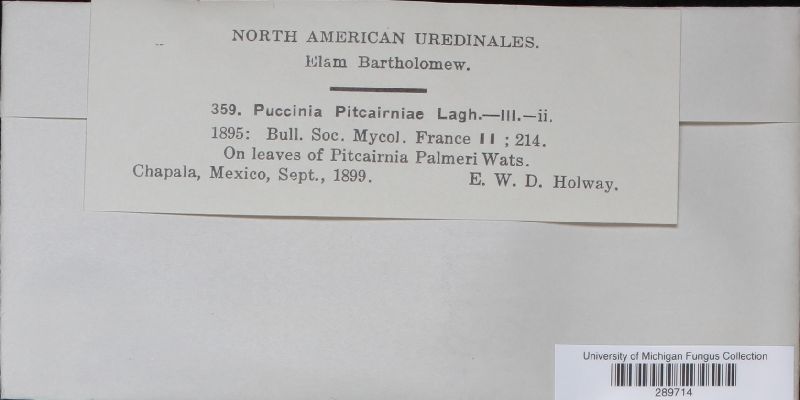 NORTH AMERICAN UREDINALES.
Elam Bartholomew.
359. Puccinia Pitcairniae Lagh.—III.—ii.
1895: Bull. Soc. Mycol. France 11 ; 214.
On leaves of Pitcairnia Palmeri Wats.
Chapala, Mexico, Sept., 1899. E. W. D. Holway.
University of Michigan Fungus Collection
289714